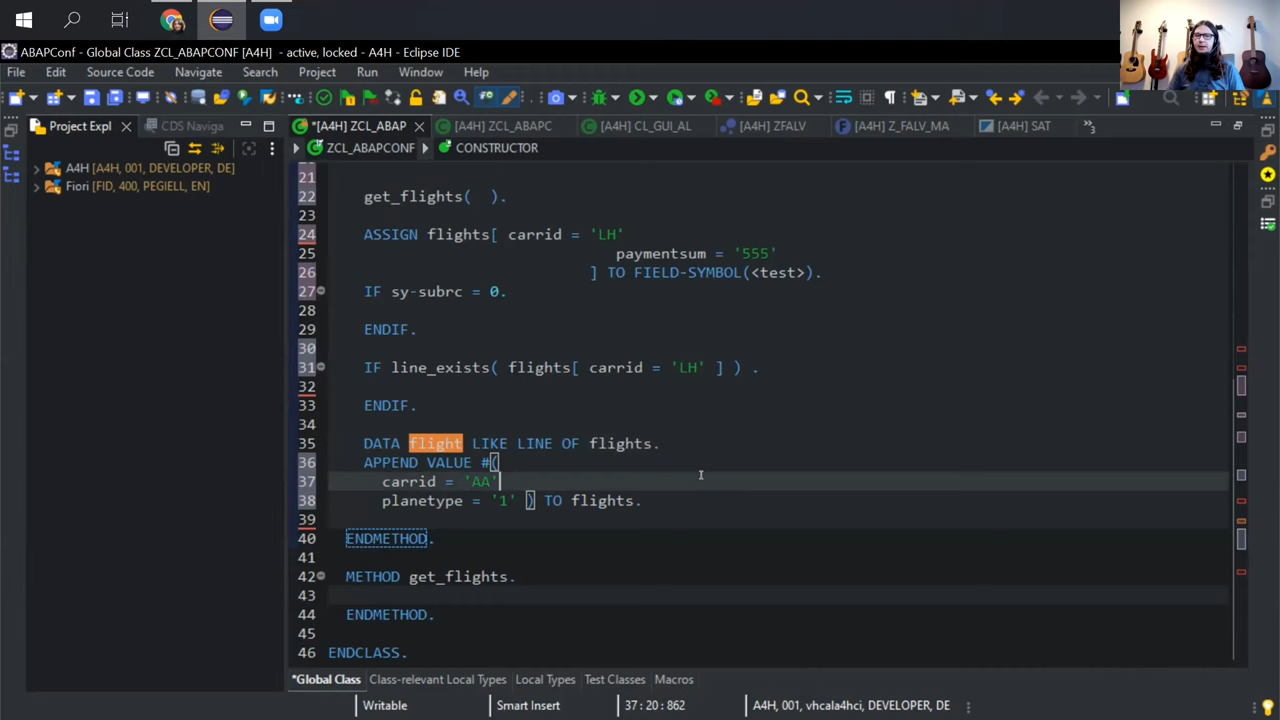 ABAPConf - Global Class ZCL_ABAPCONF [A4H] - active, locked - A4H - Eclipse IDE
File Edit Source Code Navigate Search Project Run Window Help
Project Expl CDS Naviga *[A4H] ZCL_ABAP [A4H] ZCL_ABAPC [A4H] CL_GUI_AL [A4H] ZFALV [A4H] Z_FALV_MA [A4H] SAT 3
ZCL_ABAPCONF CONSTRUCTOR
A4H [A4H, 001, DEVELOPER, DE]
Fiori [FID, 400, PEGIELL, EN]
21
22 get_flights(  ).
23
24 ASSIGN flights[ carrid = 'LH'
25 paymentsum = '555'
26 ] TO FIELD-SYMBOL(<test>).
27 IF sy-subrc = 0.
28
29 ENDIF.
30
31 IF line_exists( flights[ carrid = 'LH' ] ) .
32
33 ENDIF.
34
35 DATA flight LIKE LINE OF flights.
36 APPEND VALUE #(
37 carrid = 'AA'
38 planetype = '1' ) TO flights.
39
40 ENDMETHOD.
41
42 METHOD get_flights.
43
44 ENDMETHOD.
45
46 ENDCLASS.
*Global Class Class-relevant Local Types Local Types Test Classes Macros
Writable Smart Insert 37 : 20 : 862 A4H, 001, vhcala4hci, DEVELOPER, DE